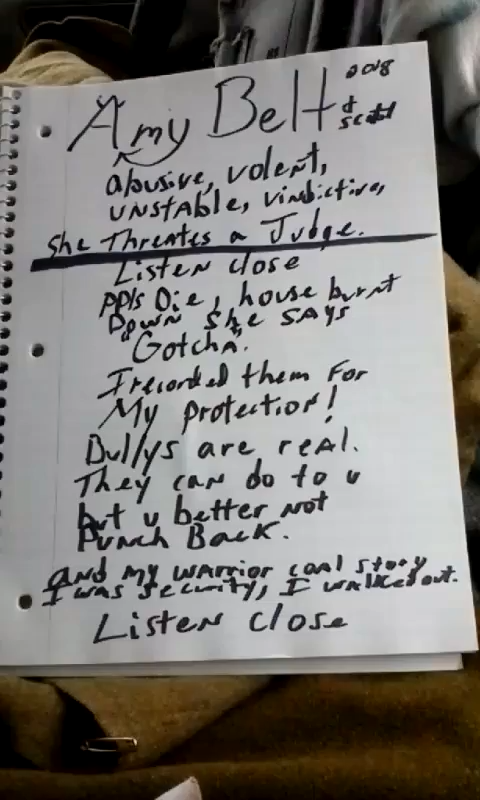 Amy Belt 2018
&
scott
abusive, volent,
unstable, vindictive,
she Threates a Judge.
Listen close
ppls Die, house burnt
Down she says
"Gotcha".
I recorded them for
My protection!
Bullys are real.
They can do to u
but u better not
Punch Back.
and my warrior coal story
I was security, I walked out.
Listen close